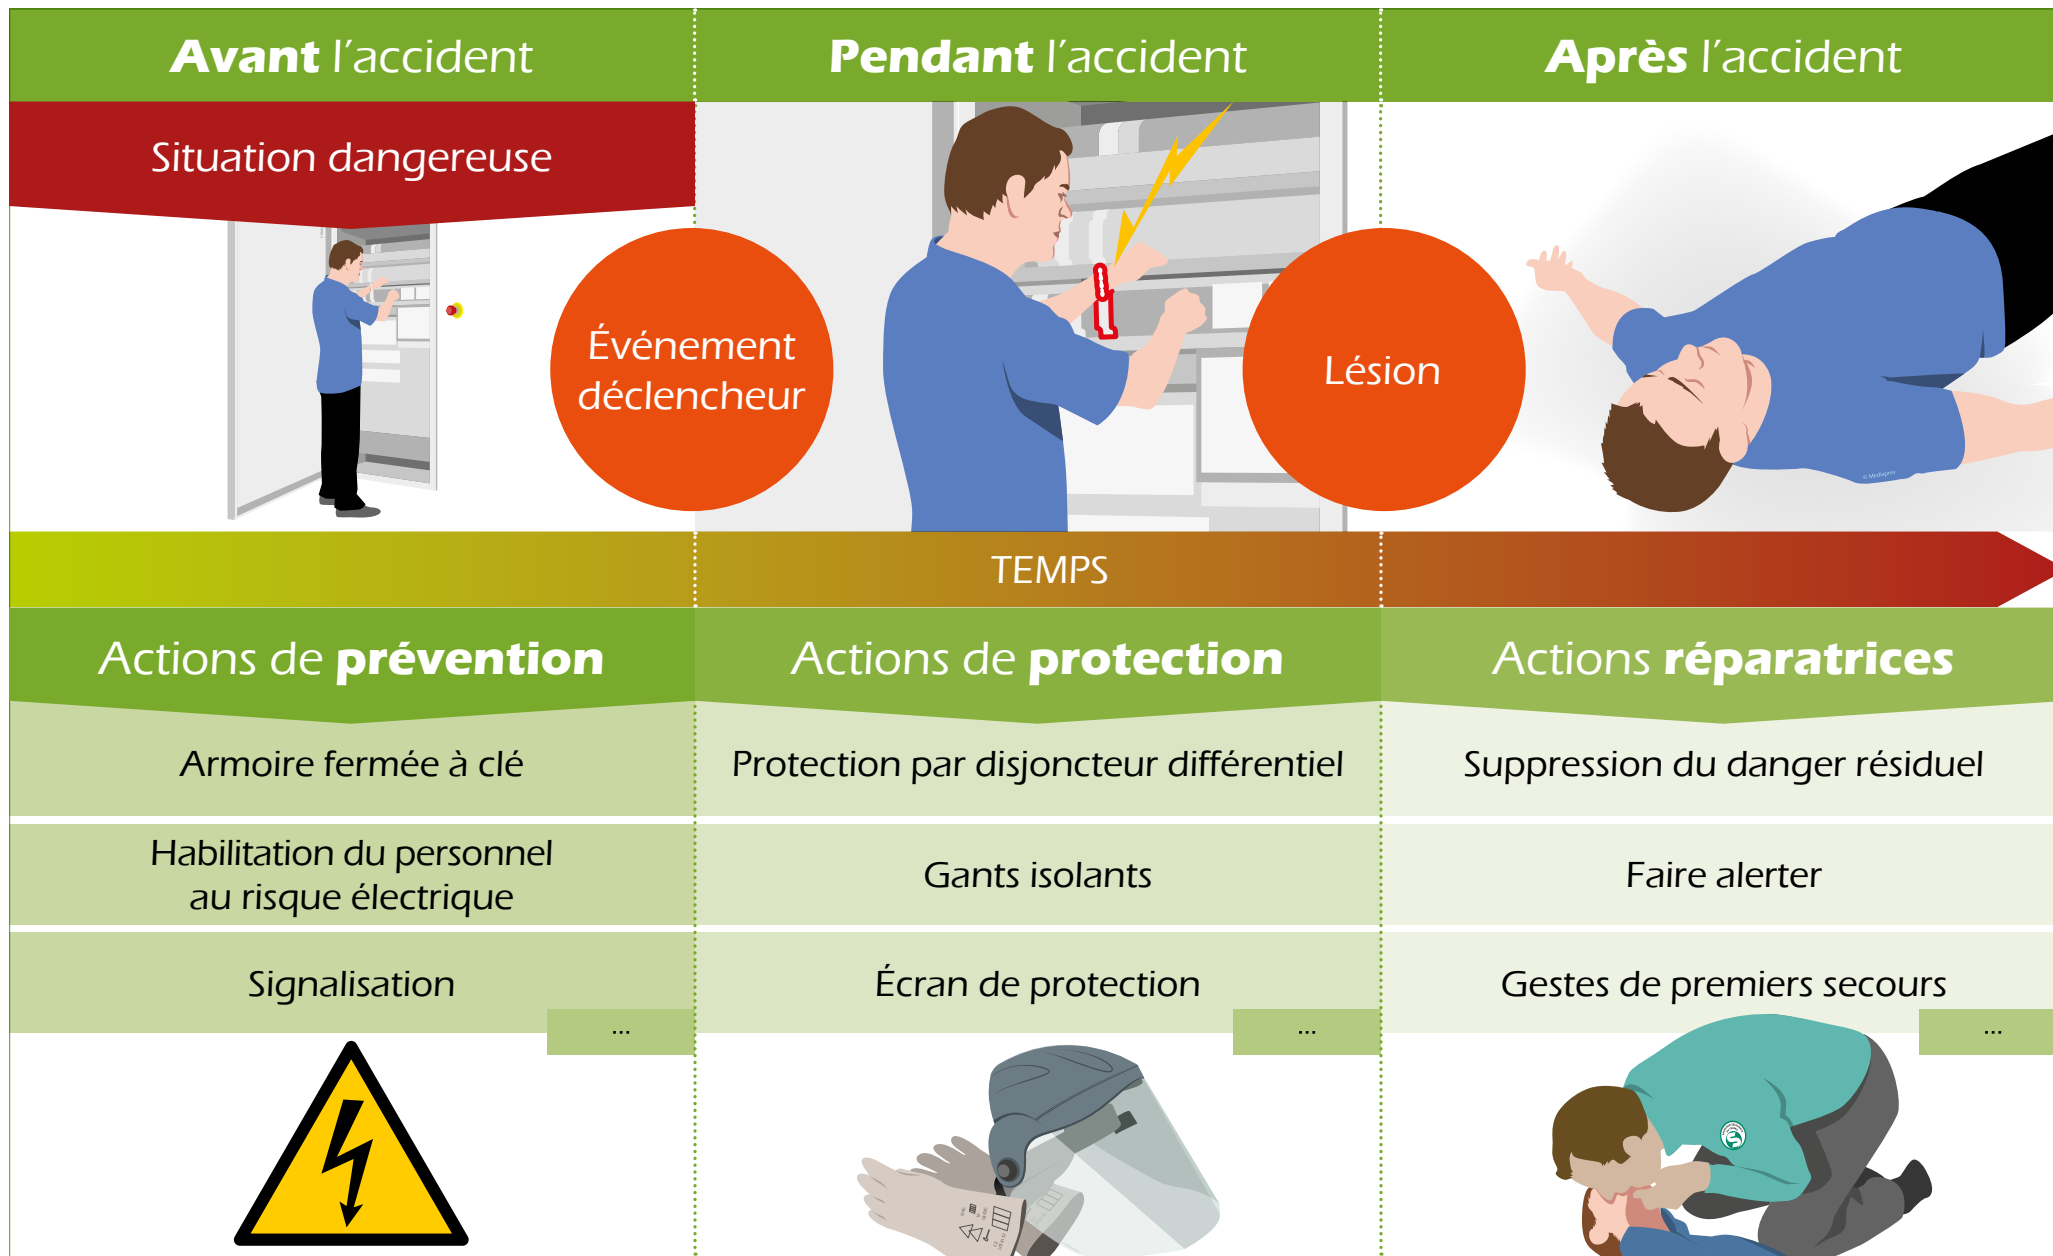 Avant l'accident
Pendant l'accident
Après l'accident
Situation dangereuse
Événement
déclencheur
Lésion
© Mediaprev
TEMPS
Actions de prévention
Actions de protection
Actions réparatrices
Armoire fermée à clé
Protection par disjoncteur différentiel
Suppression du danger résiduel
Habilitation du personnel
au risque électrique
Gants isolants
Faire alerter
Signalisation
Écran de protection
Gestes de premiers secours
...
...
...